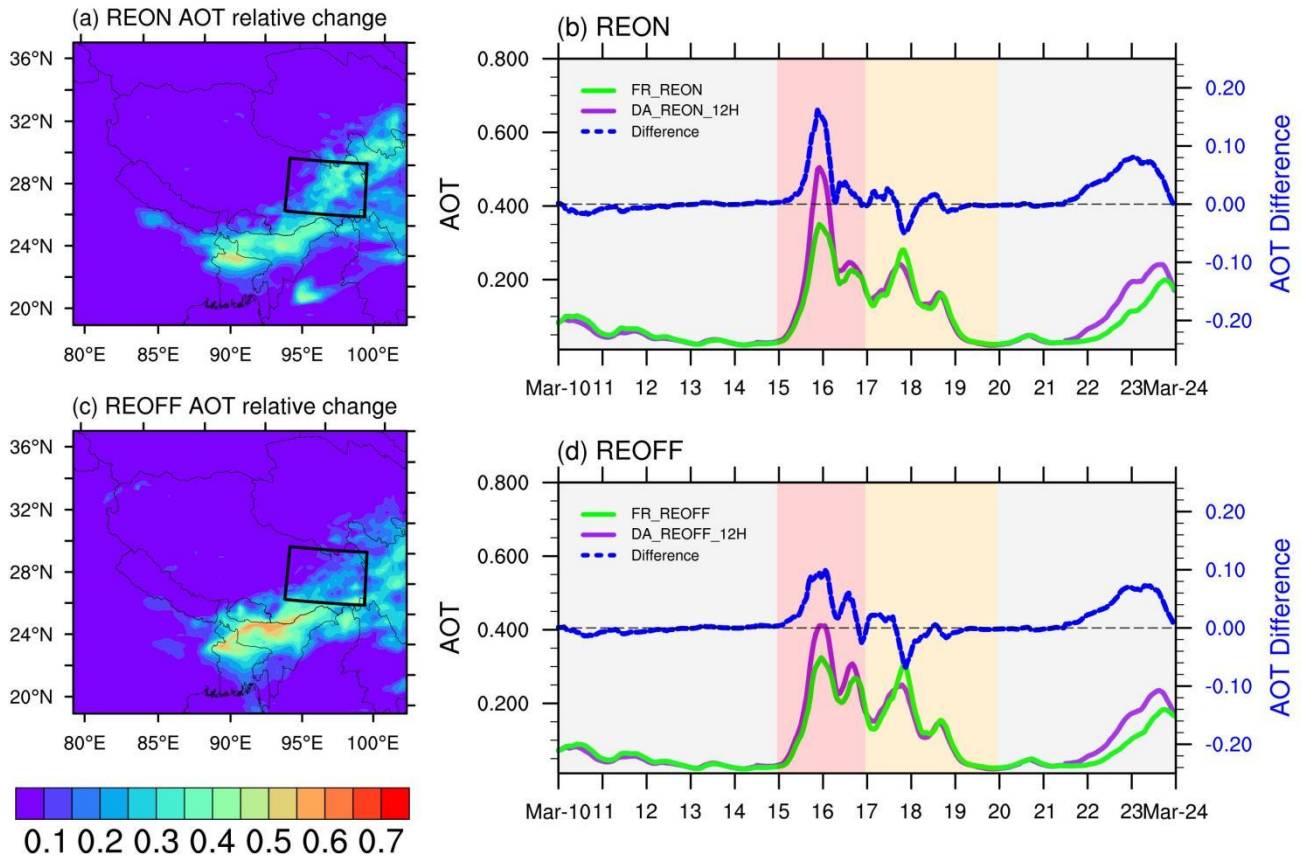 (a) REON AOT relative change
36°N
32°N
28°N
24°N
20°N
80°E 85°E 90°E 95°E 100°E
(b) REON
0.800
0.600
0.400
0.200
AOT
FR_REON
DA_REON_12H
Difference
0.20
0.10
0.00
-0.10
-0.20
AOT Difference
Mar-10 11 12 13 14 15 16 17 18 19 20 21 22 23 Mar-24
(c) REOFF AOT relative change
36°N
32°N
28°N
24°N
20°N
80°E 85°E 90°E 95°E 100°E
0.1 0.2 0.3 0.4 0.5 0.6 0.7
(d) REOFF
0.800
0.600
0.400
0.200
AOT
FR_REOFF
DA_REOFF_12H
Difference
0.20
0.10
0.00
-0.10
-0.20
AOT Difference
Mar-10 11 12 13 14 15 16 17 18 19 20 21 22 23 Mar-24